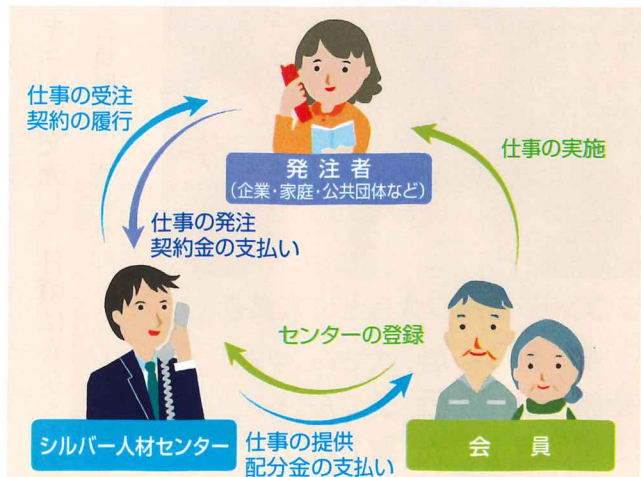 仕事の受注
契約の履行
発注者
(企業・家庭・公共団体など)
仕事の実施
仕事の発注
契約金の支払い
センターの登録
シルバー人材センター
仕事の提供
配分金の支払い
会員